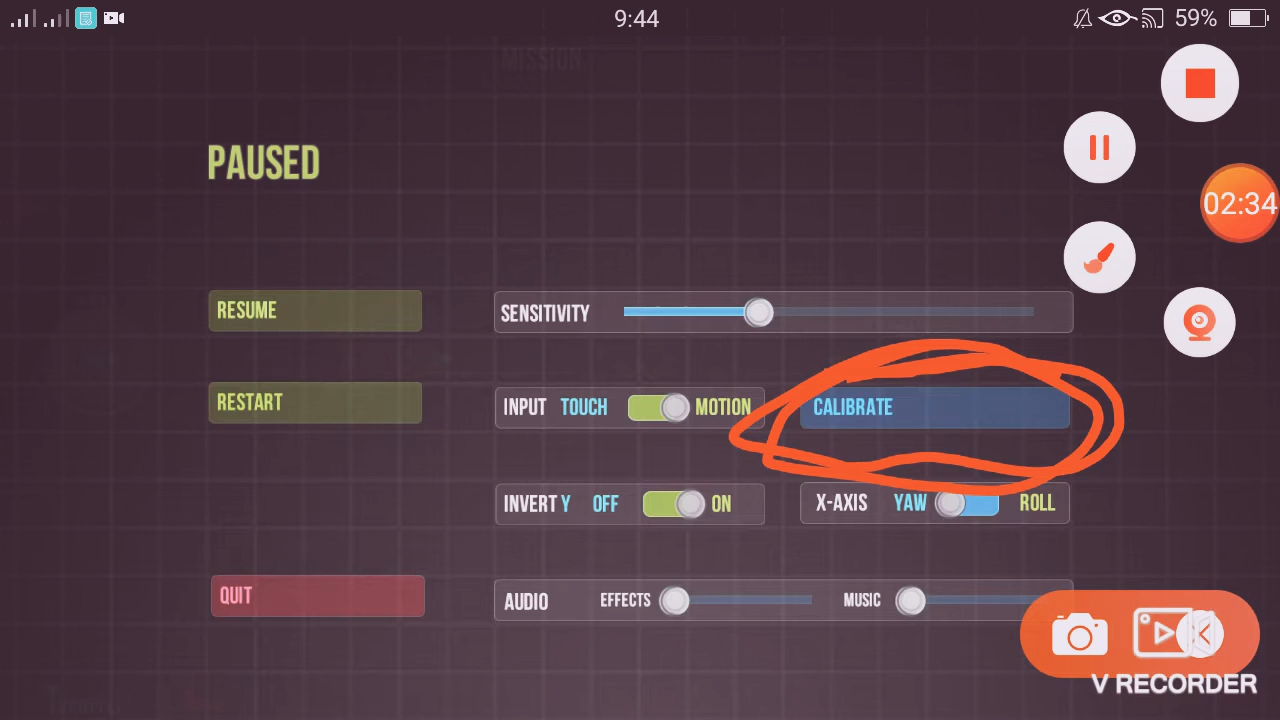 9:44
59%
MISSION
PAUSED
02:34
RESUME
SENSITIVITY
RESTART
INPUT TOUCH MOTION
CALIBRATE
INVERT Y OFF ON
X-AXIS YAW ROLL
QUIT
AUDIO EFFECTS MUSIC
V RECORDER